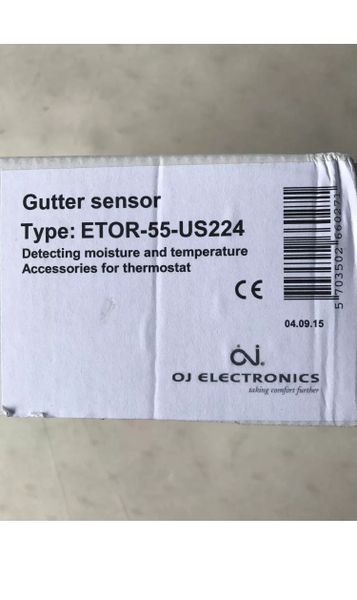 Gutter sensor
Type: ETOR-55-US224
Detecting moisture and temperature
Accessories for thermostat
CE
5 703502 660271
04.09.15
OJ
OJ ELECTRONICS
taking comfort further